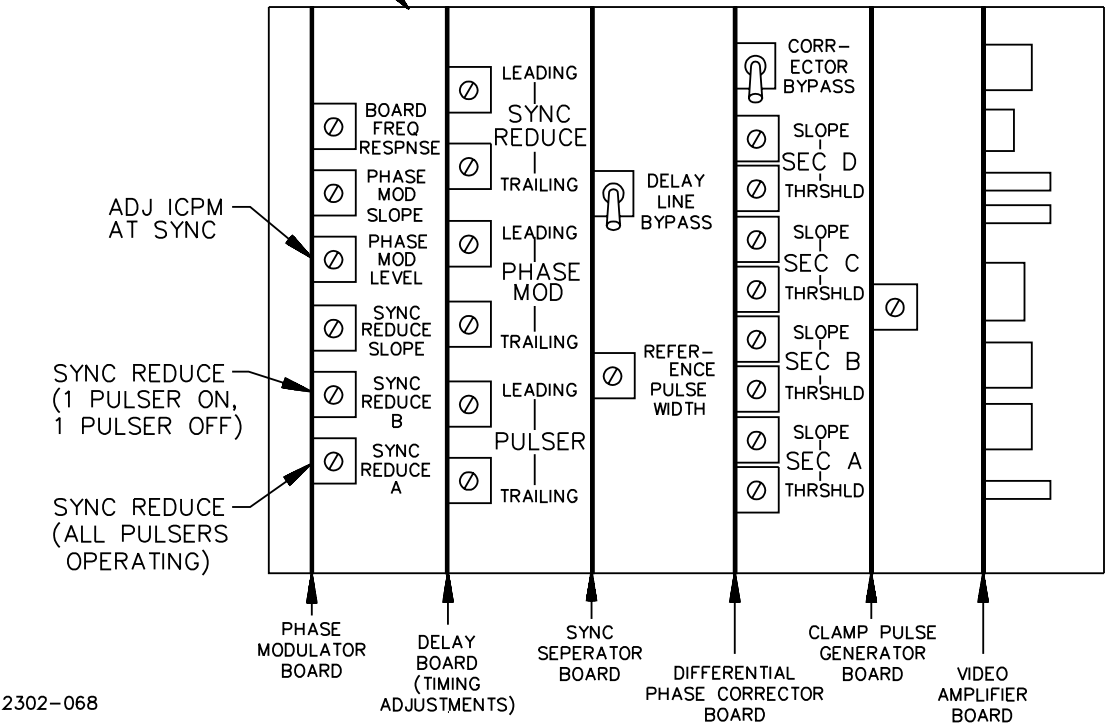 ADJ ICPM
AT SYNC
SYNC REDUCE
(1 PULSER ON,
1 PULSER OFF)
SYNC REDUCE
(ALL PULSERS
OPERATING)
BOARD
FREQ
RESPNSE
PHASE
MOD
SLOPE
PHASE
MOD
LEVEL
SYNC
REDUCE
SLOPE
SYNC
REDUCE
B
SYNC
REDUCE
A
LEADING
SYNC
REDUCE
TRAILING
LEADING
PHASE
MOD
TRAILING
LEADING
PULSER
TRAILING
DELAY
LINE
BYPASS
REFER-
ENCE
PULSE
WIDTH
CORR-
ECTOR
BYPASS
SLOPE
SEC D
THRSHLD
SLOPE
SEC C
THRSHLD
SLOPE
SEC B
THRSHLD
SLOPE
SEC A
THRSHLD
PHASE
MODULATOR
BOARD
DELAY
BOARD
(TIMING
ADJUSTMENTS)
SYNC
SEPERATOR
BOARD
DIFFERENTIAL
PHASE CORRECTOR
BOARD
CLAMP PULSE
GENERATOR
BOARD
VIDEO
AMPLIFIER
BOARD
2302-068